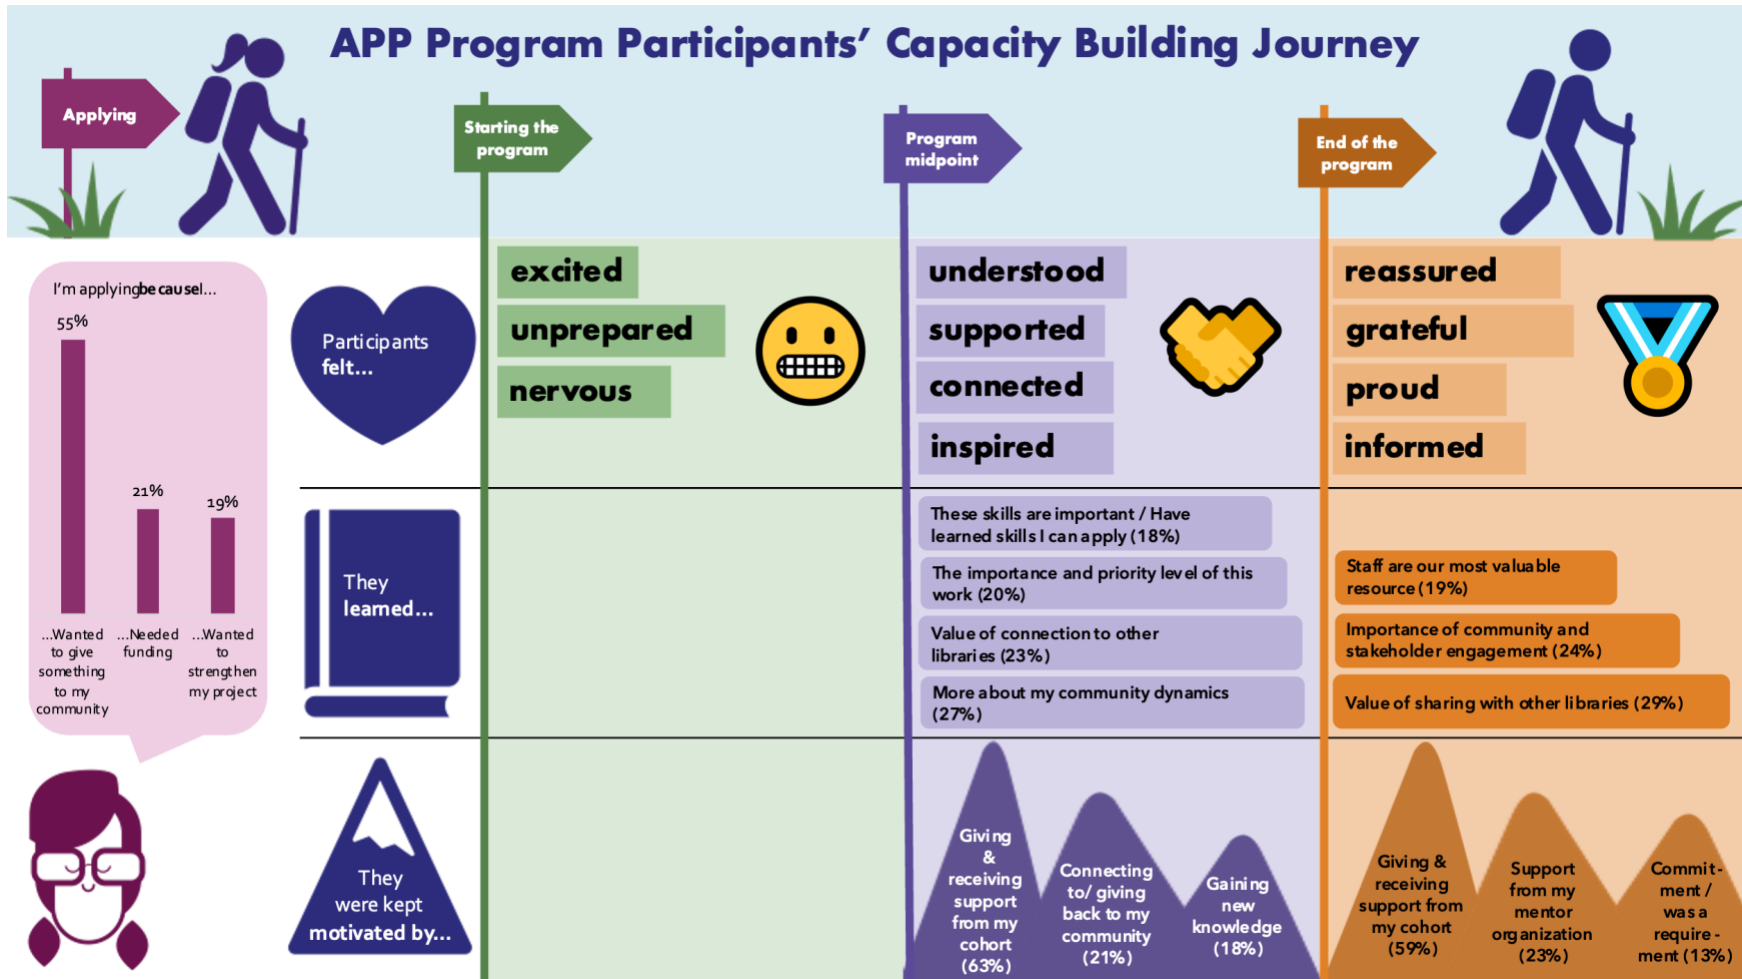 APP Program Participants’ Capacity Building Journey
Applying
Starting the
program
Program
midpoint
End of the
program
I’m applyingbecauseI…
55%
21%
19%
...Wanted
to give
something
to my
community
...Needed
funding
...Wanted
to
strengthen
my project
Participants
felt...
excited
unprepared
nervous
understood
supported
connected
inspired
reassured
grateful
proud
informed
They
learned...
These skills are important / Have
learned skills I can apply (18%)
The importance and priority level of this
work (20%)
Value of connection to other
libraries (23%)
More about my community dynamics
(27%)
Staff are our most valuable
resource (19%)
Importance of community and
stakeholder engagement (24%)
Value of sharing with other libraries (29%)
They
were kept
motivated by...
Giving
&
receiving
support
from my
cohort
(63%)
Connecting
to/ giving
back to my
community
(21%)
Gaining
new
knowledge
(18%)
Giving &
receiving
support from
my cohort
(59%)
Support
from my
mentor
organization
(23%)
Commit-
ment /
was a
require -
ment (13%)